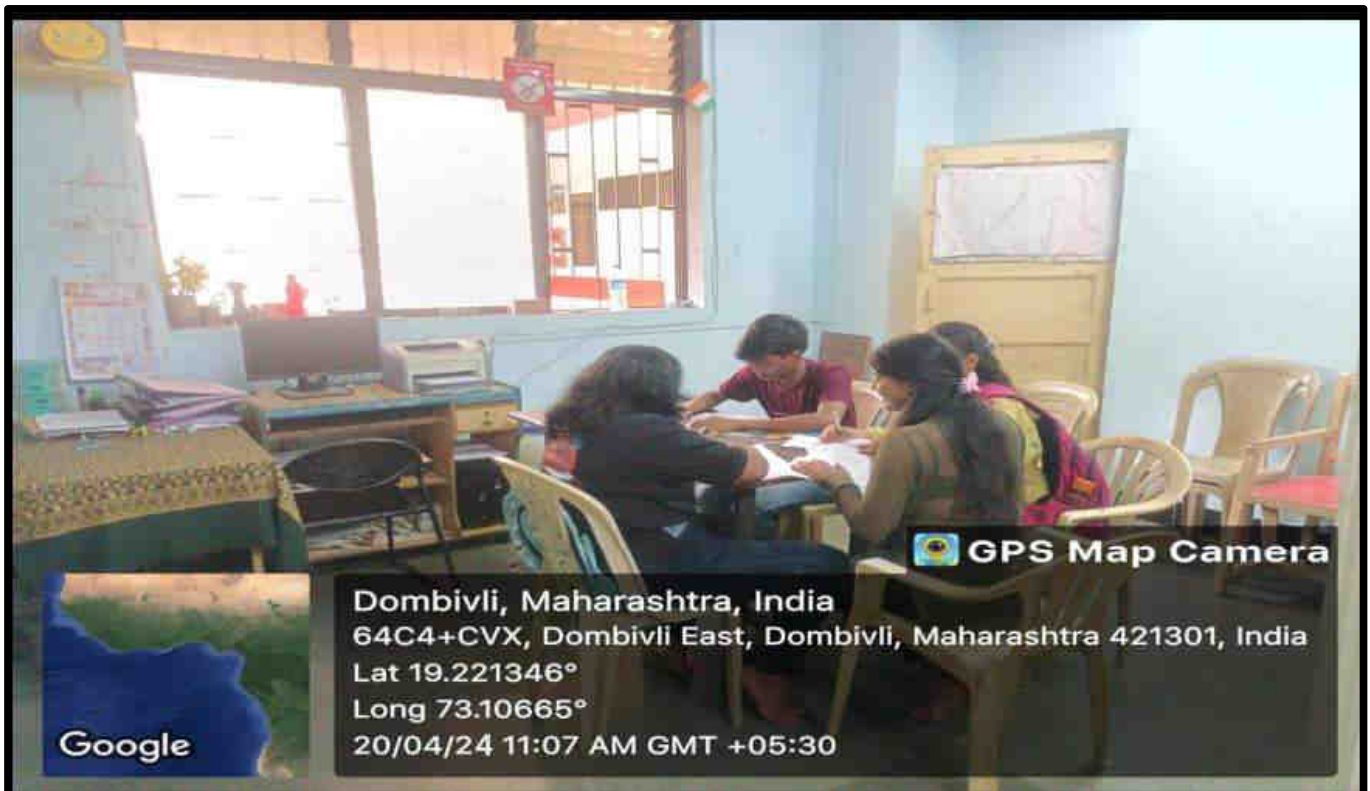 GPS Map Camera
Dombivli, Maharashtra, India
64C4+CVX, Dombivli East, Dombivli, Maharashtra 421301, India
Lat 19.221346°
Long 73.10665°
20/04/24 11:07 AM GMT +05:30
Google